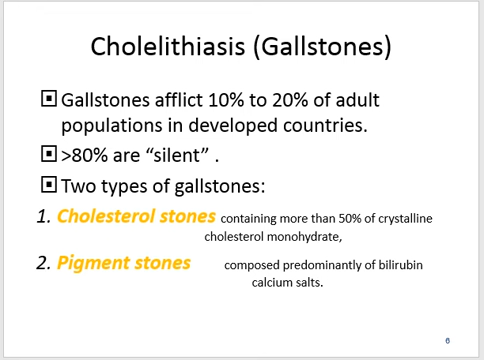 Cholelithiasis (Gallstones)
Gallstones afflict 10% to 20% of adult
populations in developed countries.
>80% are “silent” .
Two types of gallstones:
1. Cholesterol stones containing more than 50% of crystalline
cholesterol monohydrate,
2. Pigment stones composed predominantly of bilirubin
calcium salts.
6